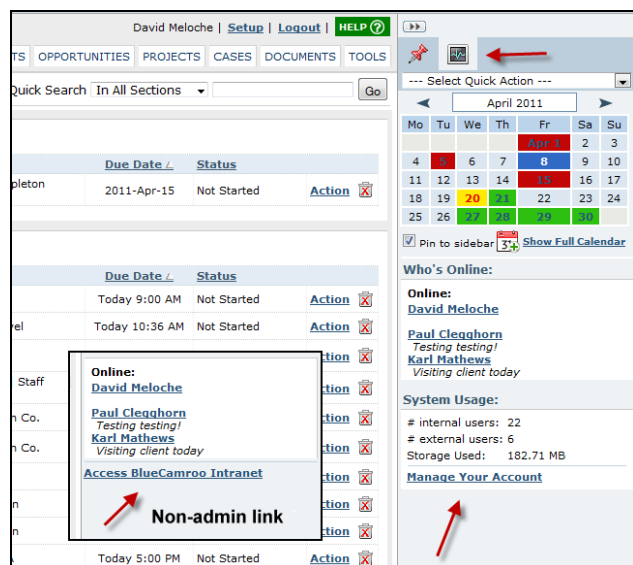 David Meloche | Setup | Logout | HELP ?
TS OPPORTUNITIES PROJECTS CASES DOCUMENTS TOOLS
Quick Search In All Sections Go
Due Date Status
pleton 2011-Apr-15 Not Started Action
Due Date Status
Today 9:00 AM Not Started Action
vel Today 10:36 AM Not Started Action
ction
Staff ction
n Co. ction
n Co. ction
ction
n ction
n ction
Today 5:00 PM Not Started Action
Online:
David Meloche
Paul Clegghorn
Testing testing!
Karl Mathews
Visiting client today
Access BlueCamroo Intranet
Non-admin link
--- Select Quick Action ---
April 2011
Mo Tu We Th Fr Sa Su
Apr 1 2 3
4 5 6 7 8 9 10
11 12 13 14 15 16 17
18 19 20 21 22 23 24
25 26 27 28 29 30
Pin to sidebar 31 Show Full Calendar
Who's Online:
Online:
David Meloche
Paul Clegghorn
Testing testing!
Karl Mathews
Visiting client today
System Usage:
# internal users: 22
# external users: 6
Storage Used: 182.71 MB
Manage Your Account